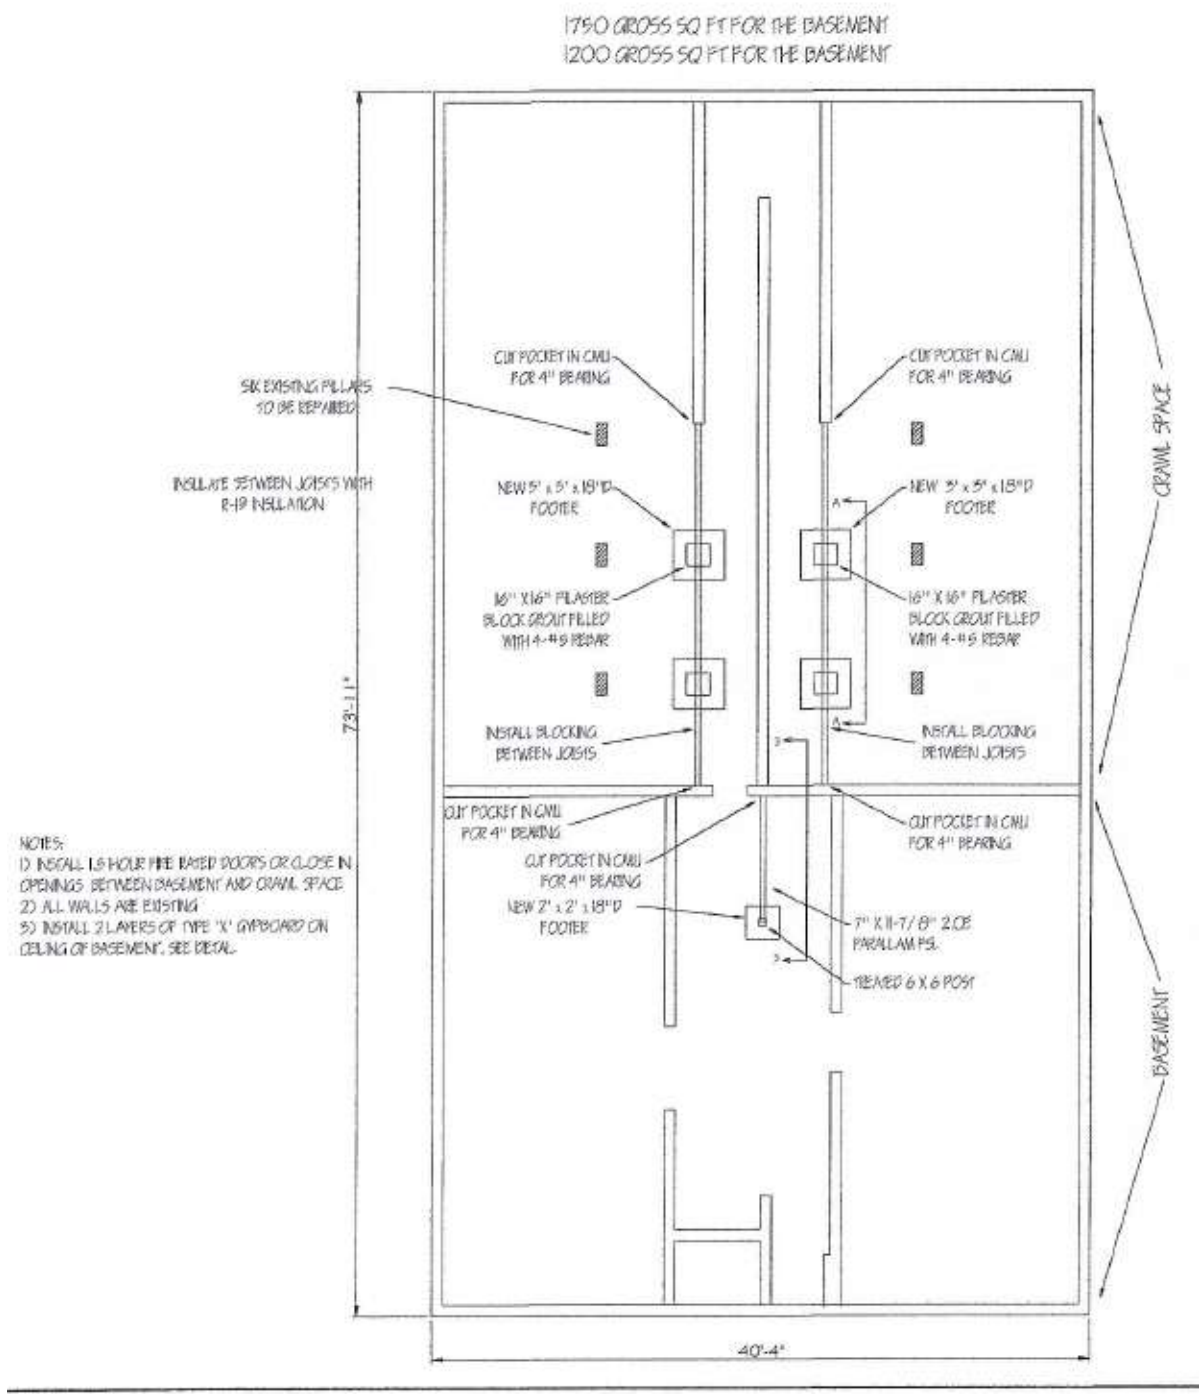 1750 GROSS SQ FT FOR THE BASEMENT
1200 GROSS SQ FT FOR THE BASEMENT
CUT POCKET IN CMU
FOR 4" BEARING
CUT POCKET IN CMU
FOR 4" BEARING
SIX EXISTING PILLARS
TO BE REPAIRED
CRAWL SPACE
INSULATE BETWEEN JOISTS WITH
R-19 INSULATION
NEW 3' x 3' x 18"D
FOOTER
A
NEW 3' x 3' x 18"D
FOOTER
16" X 16" PILASTER
BLOCK GROUT FILLED
WITH 4-#5 REBAR
16" X 16" PILASTER
BLOCK GROUT FILLED
WITH 4-#5 REBAR
73'-11"
INSTALL BLOCKING
BETWEEN JOISTS
A
INSTALL BLOCKING
BETWEEN JOISTS
CUT POCKET IN CMU
FOR 4" BEARING
CUT POCKET IN CMU
FOR 4" BEARING
NOTES:
1) INSTALL 1.5 HOUR FIRE RATED DOORS OR CLOSE IN
OPENINGS BETWEEN BASEMENT AND CRAWL SPACE
2) ALL WALLS ARE EXISTING
3) INSTALL 2 LAYERS OF TYPE 'X' GYPBOARD ON
CEILING OF BASEMENT. SEE DETAIL
CUT POCKET IN CMU
FOR 4" BEARING
NEW 2' x 2' x 18"D
FOOTER
7" X 11-7/8" 2.0E
PARALLAM PSL
TREATED 6 X 6 POST
BASEMENT
40'-4"